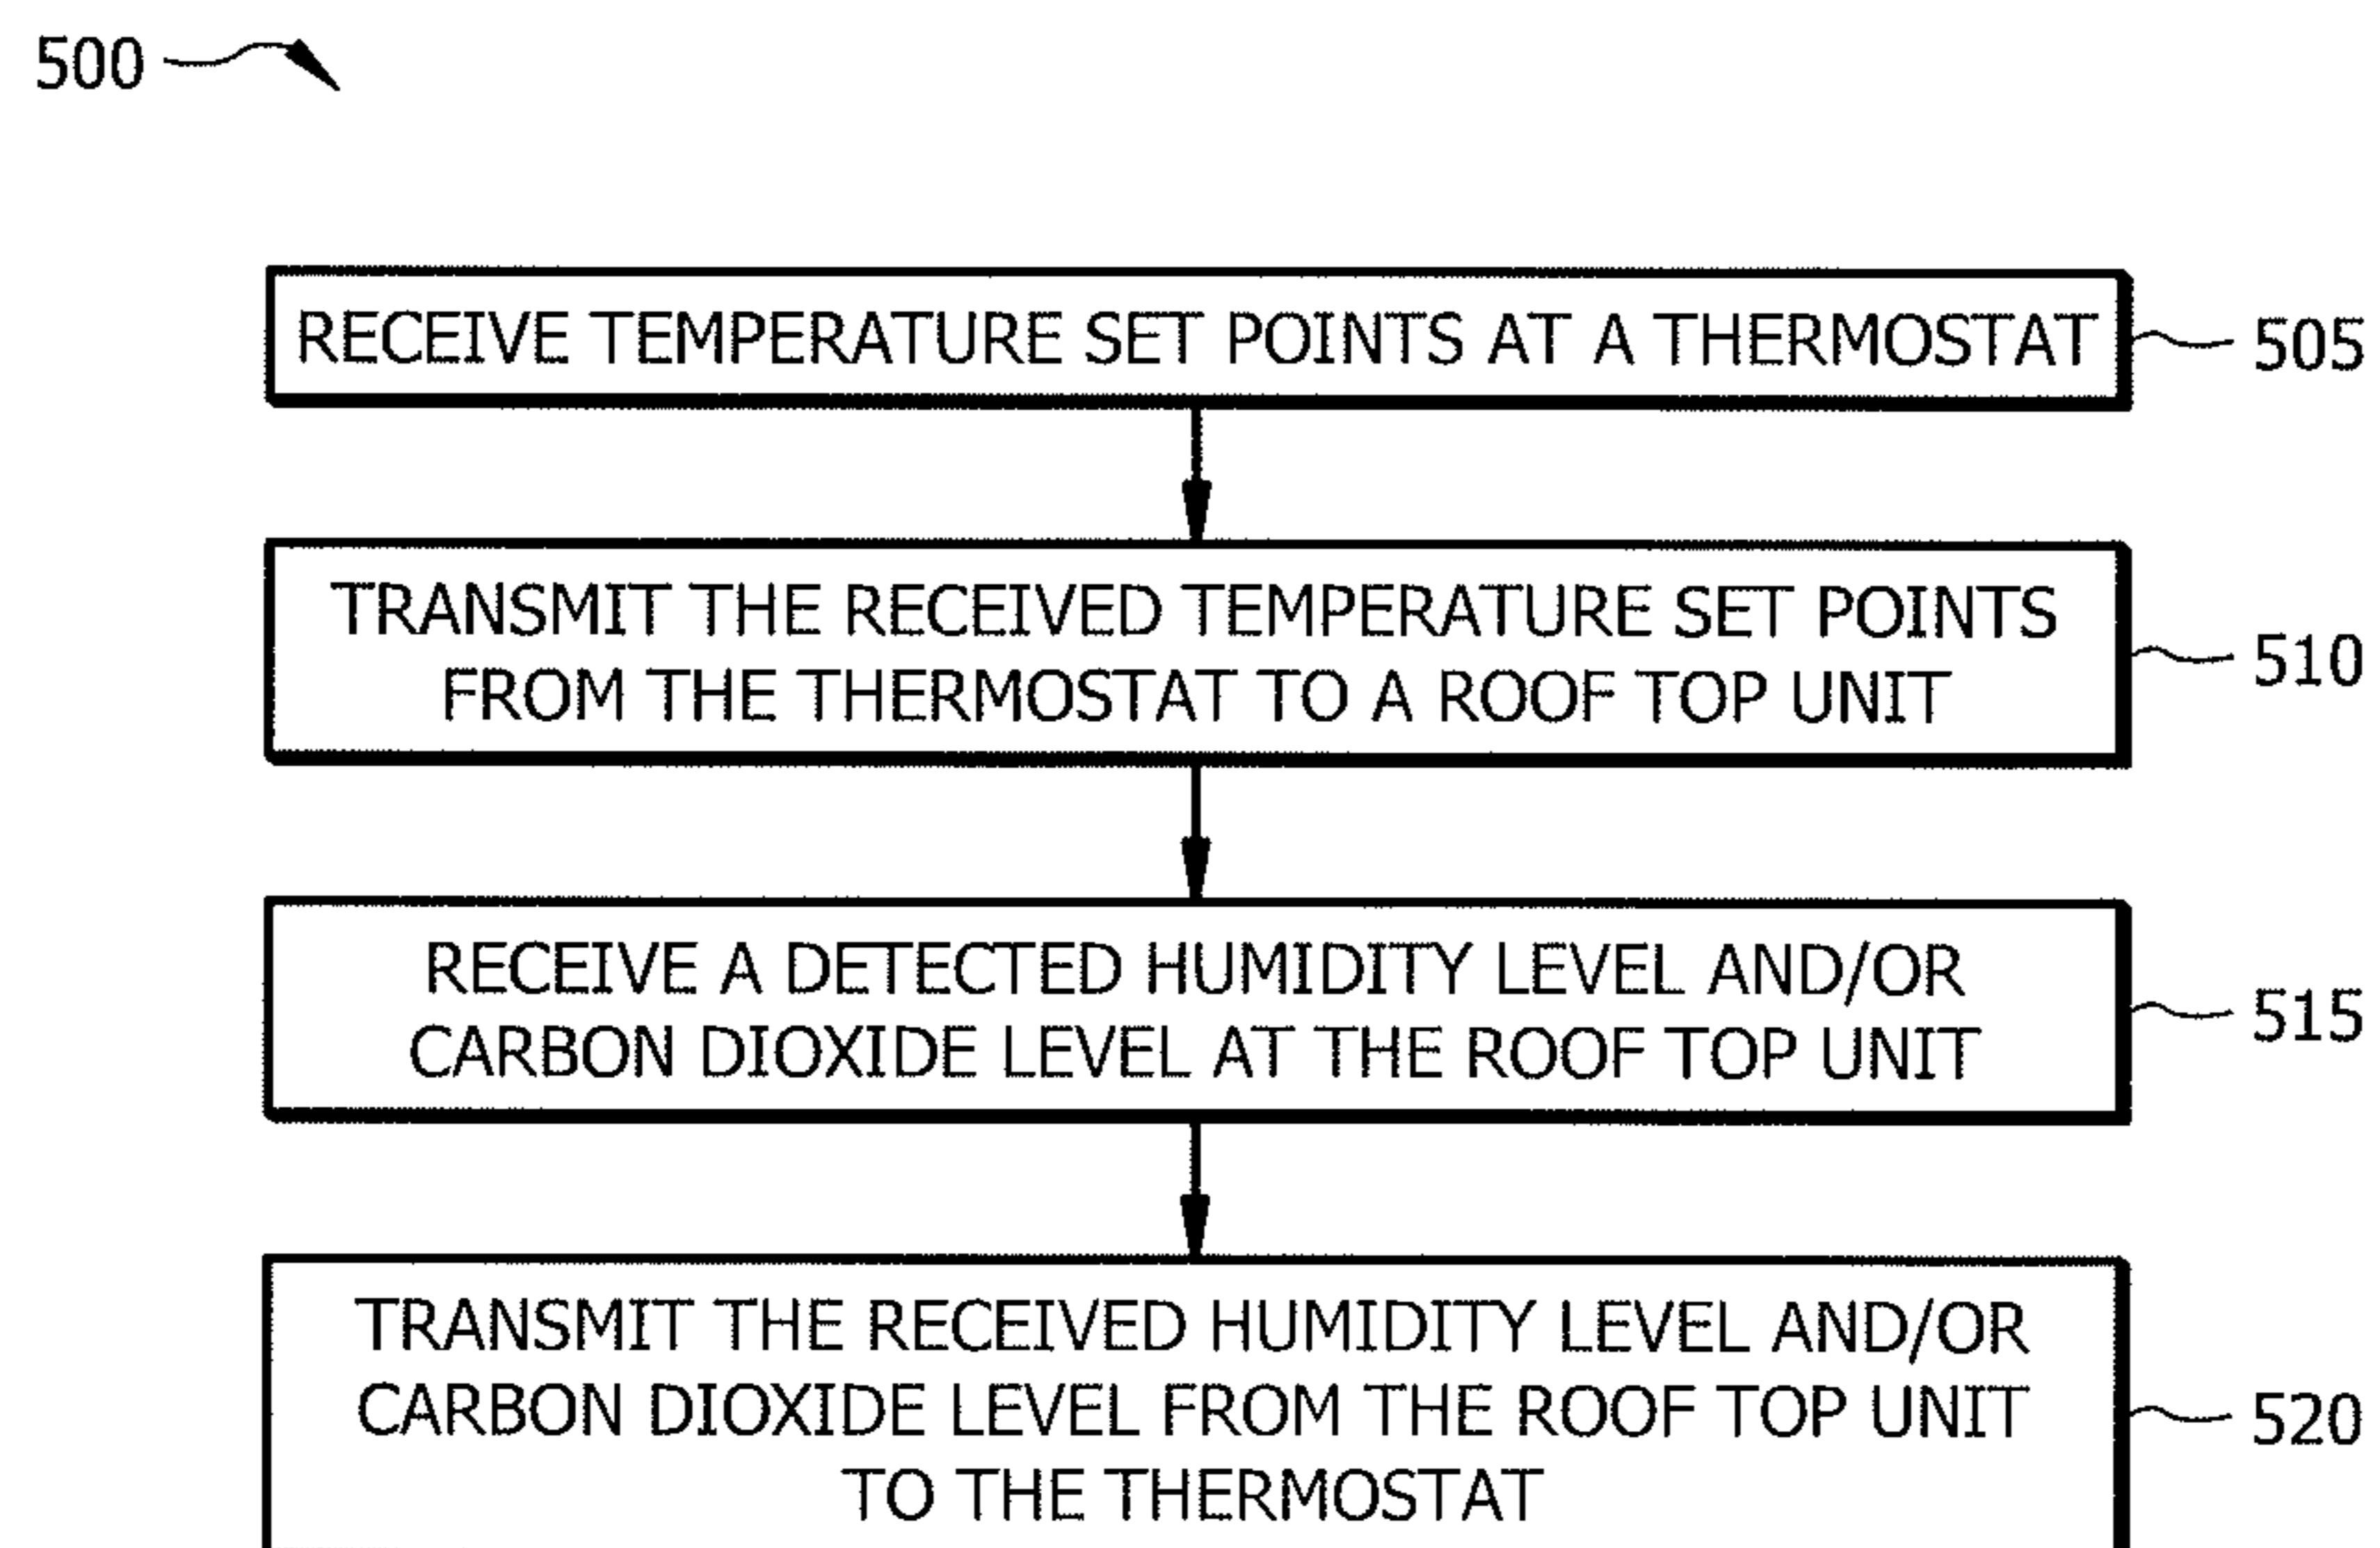 500
RECEIVE TEMPERATURE SET POINTS AT A THERMOSTAT
505
TRANSMIT THE RECEIVED TEMPERATURE SET POINTS
FROM THE THERMOSTAT TO A ROOF TOP UNIT
510
RECEIVE A DETECTED HUMIDITY LEVEL AND/OR
CARBON DIOXIDE LEVEL AT THE ROOF TOP UNIT
515
TRANSMIT THE RECEIVED HUMIDITY LEVEL AND/OR
CARBON DIOXIDE LEVEL FROM THE ROOF TOP UNIT
TO THE THERMOSTAT
520